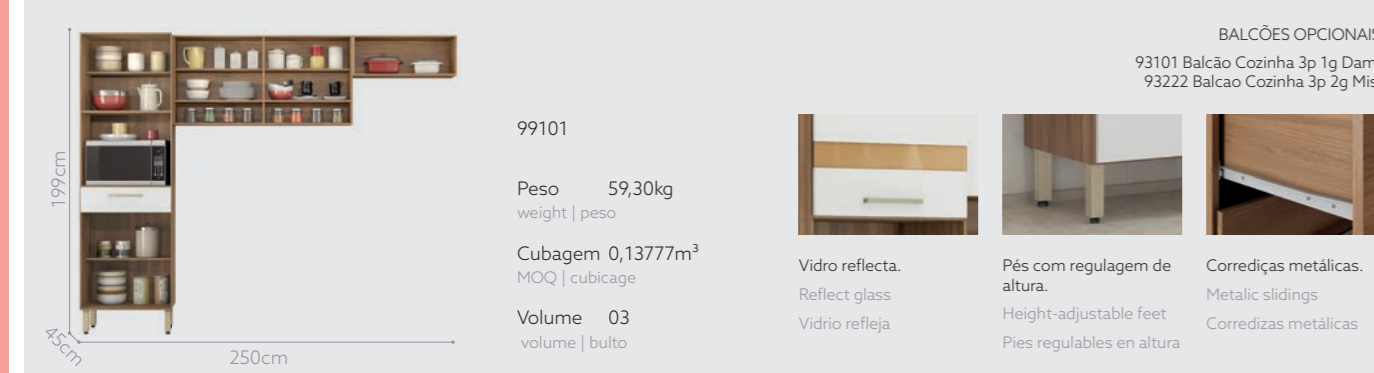 199cm
45cm
250cm
99101
Peso 59,30kg
weight | peso
Cubagem 0,13777m³
MOQ | cubicage
Volume 03
volume | bulto
BALCÕES OPCIONAIS
93101 Balcão Cozinha 3p 1g Dam
93222 Balcao Cozinha 3p 2g Mis
Vidro reflecta.
Reflect glass
Vidrio refleja
Pés com regulagem de
altura.
Height-adjustable feet
Pies regulables en altura
Corrediças metálicas.
Metalic slidings
Corredizas metálicas